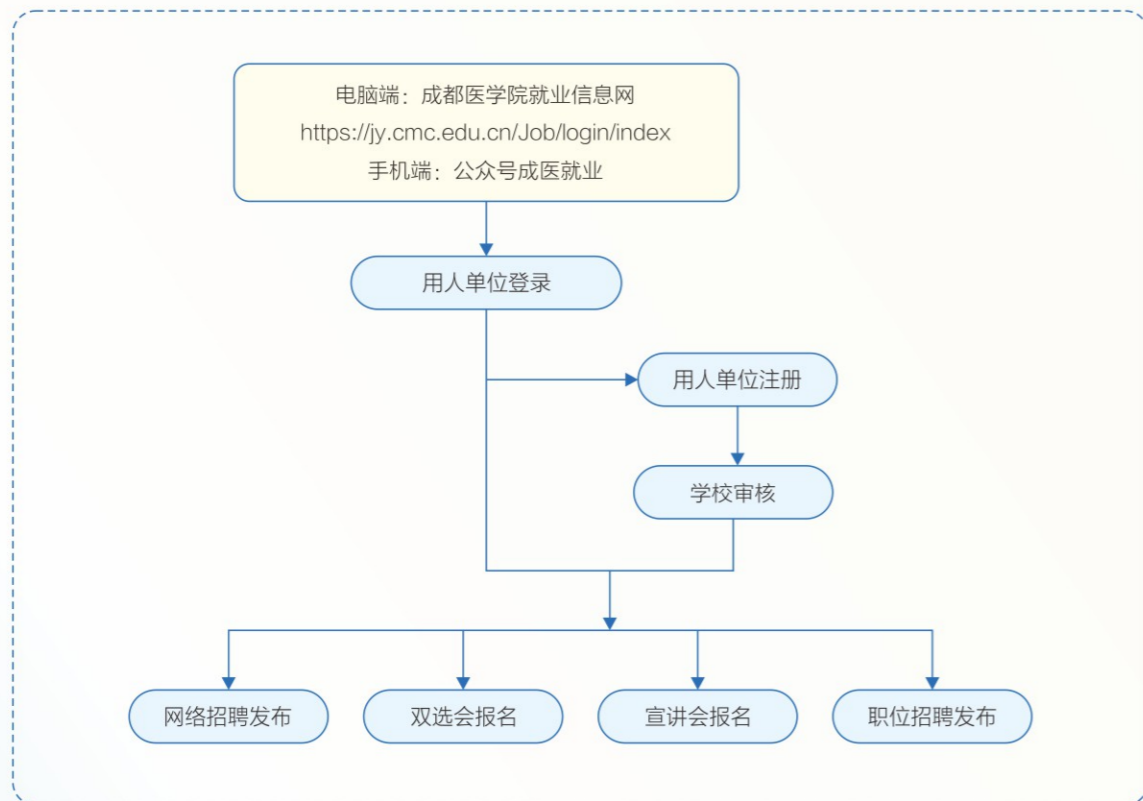 电脑端：成都医学院就业信息网
https://jy.cmc.edu.cn/Job/login/index
手机端：公众号成医就业
用人单位登录
用人单位注册
学校审核
网络招聘发布
双选会报名
宣讲会报名
职位招聘发布